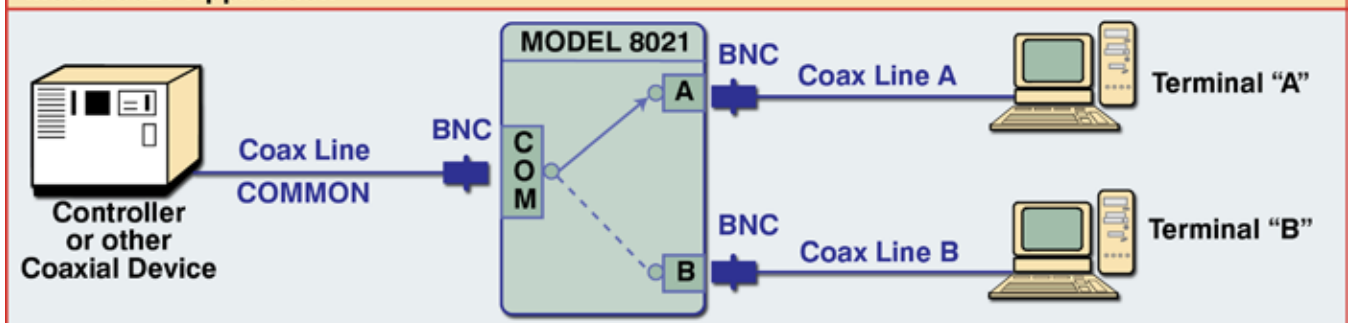 MODEL 8021
BNC
A
Coax Line A
Terminal “A”
BNC
COM
Coax Line
COMMON
Controller
or other
Coaxial Device
BNC
B
Coax Line B
Terminal “B”